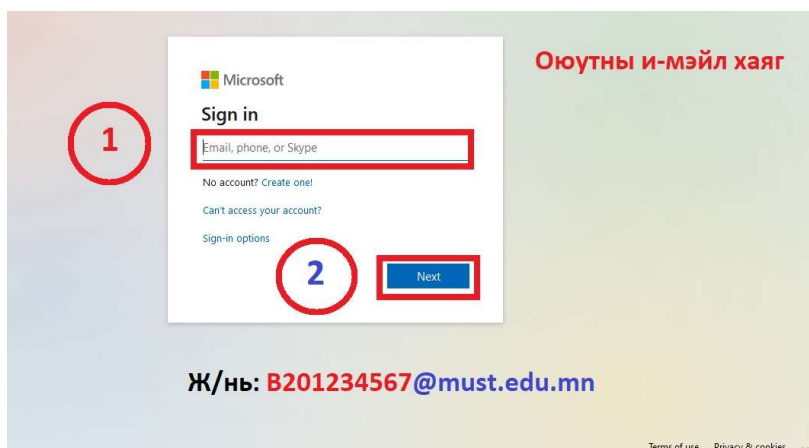 Оюутны и-мэйл хаяг
Microsoft
Sign in
1
Email, phone, or Skype
No account? Create one!
Can't access your account?
Sign-in options
2
Next
Ж/нь: B201234567@must.edu.mn
Terms of use Privacy & cookies